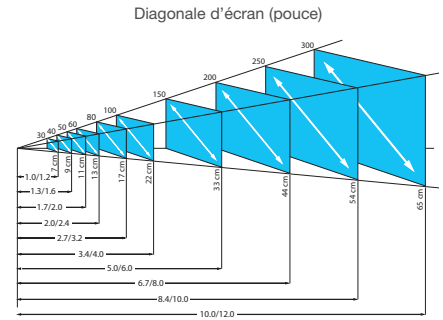 Diagonale d'écran (pouce)
300
250
200
150
100
80
60
50
40
30
7 cm
9 cm
11 cm
13 cm
17 cm
22 cm
33 cm
44 cm
54 cm
65 cm
1.0/1.2
1.3/1.6
1.7/2.0
2.0/2.4
2.7/3.2
3.4/4.0
5.0/6.0
6.7/8.0
8.4/10.0
10.0/12.0